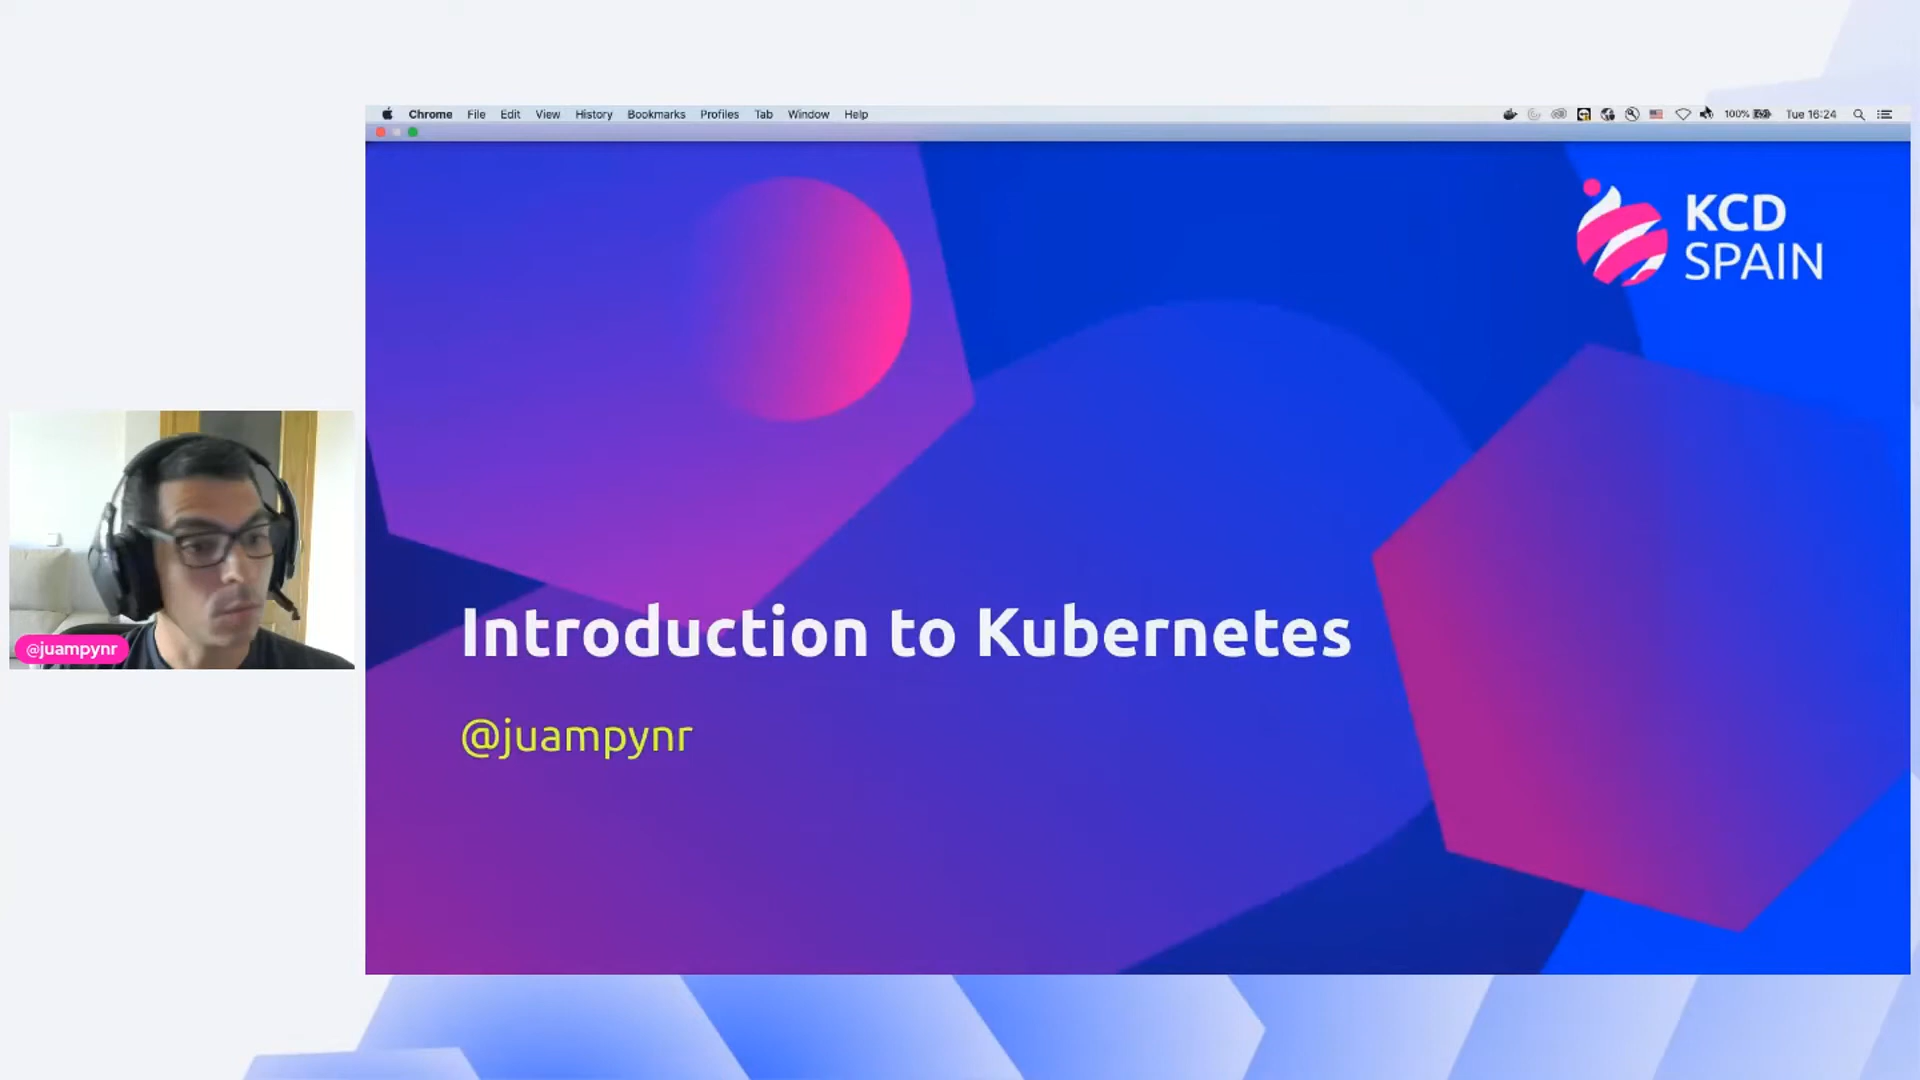 Chrome File Edit View History Bookmarks Profiles Tab Window Help
100% Tue 16:24
KCD
SPAIN
@juampynr
Introduction to Kubernetes
@juampynr